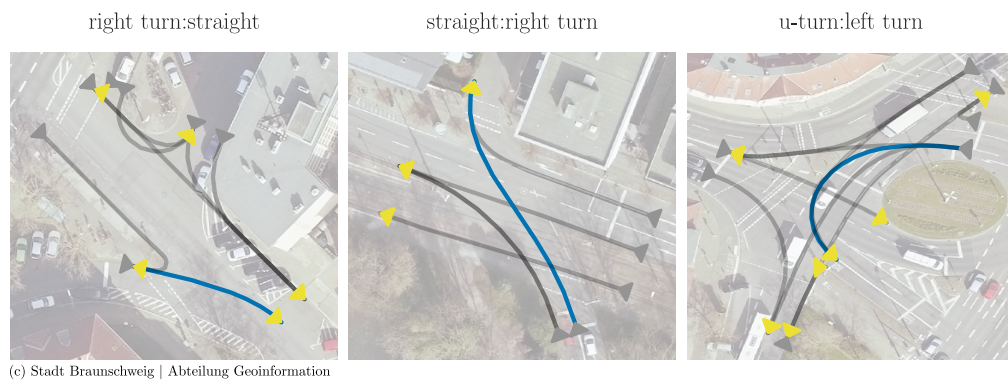 right turn:straight
straight:right turn
u-turn:left turn
(c) Stadt Braunschweig | Abteilung Geoinformation